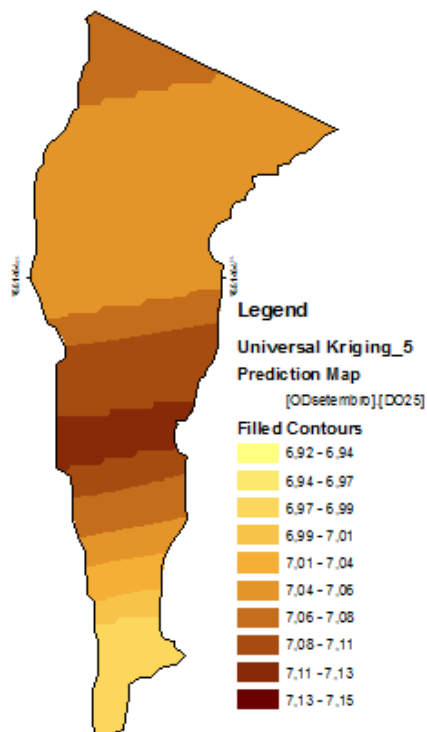 Legend
Universal Kriging_5
Prediction Map
[ODsetembro].[DO25]
Filled Contours
6,92 - 6,94
6,94 - 6,97
6,97 - 6,99
6,99 - 7,01
7,01 - 7,04
7,04 - 7,06
7,06 - 7,08
7,08 - 7,11
7,11 - 7,13
7,13 - 7,15